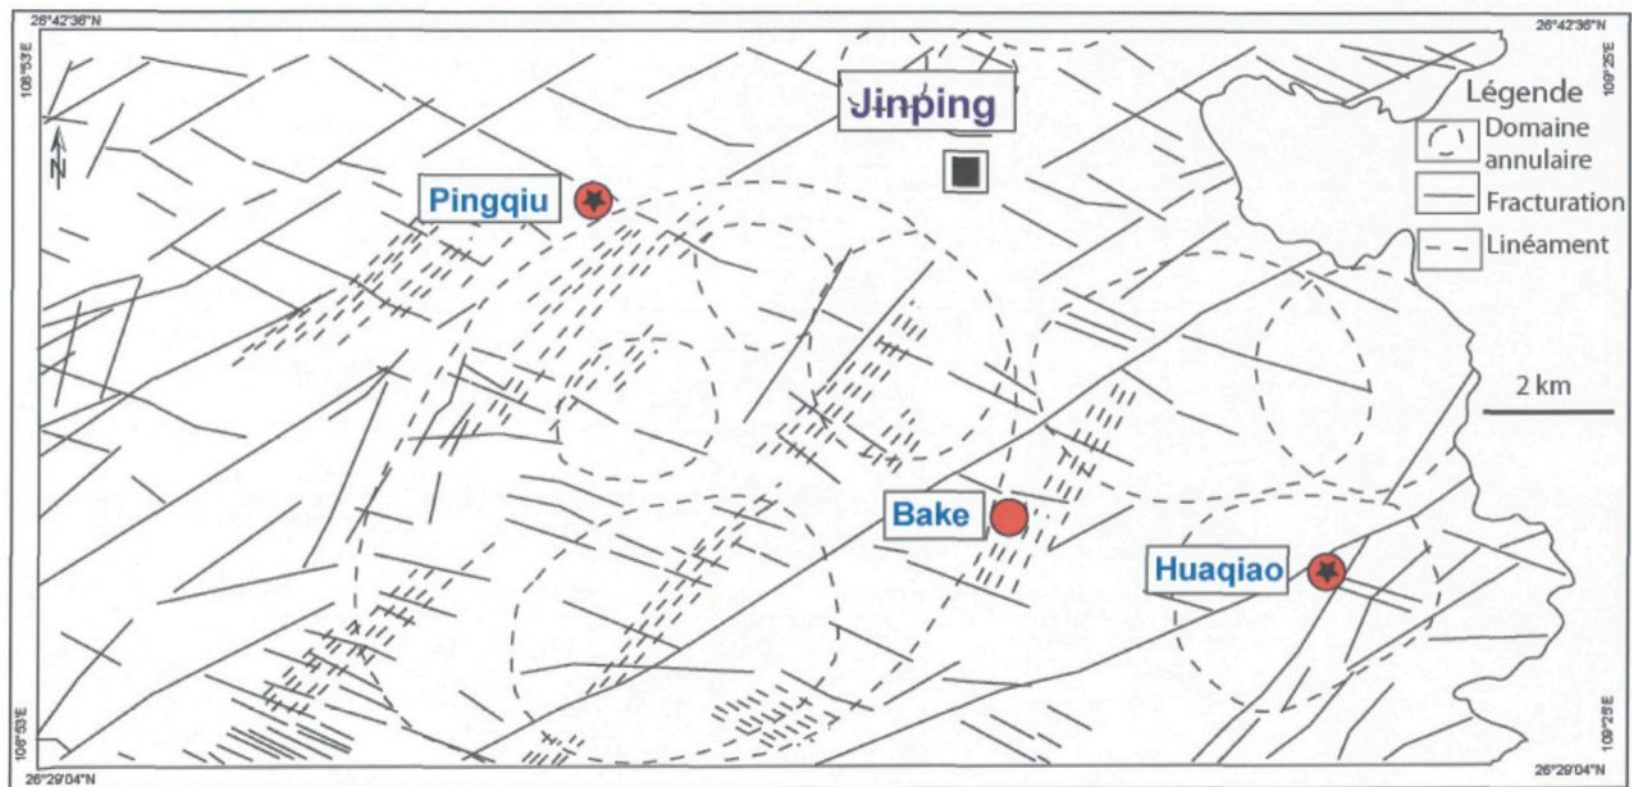 26°42'36"N
26°42'36"N
108°53'E
109°25'E
Jinping
Légende
Domaine
annulaire
N
Pingqiu
Fracturation
Linéament
2 km
Bake
Huaqiao
108°53'E
109°25'E
26°29'04"N
26°29'04"N